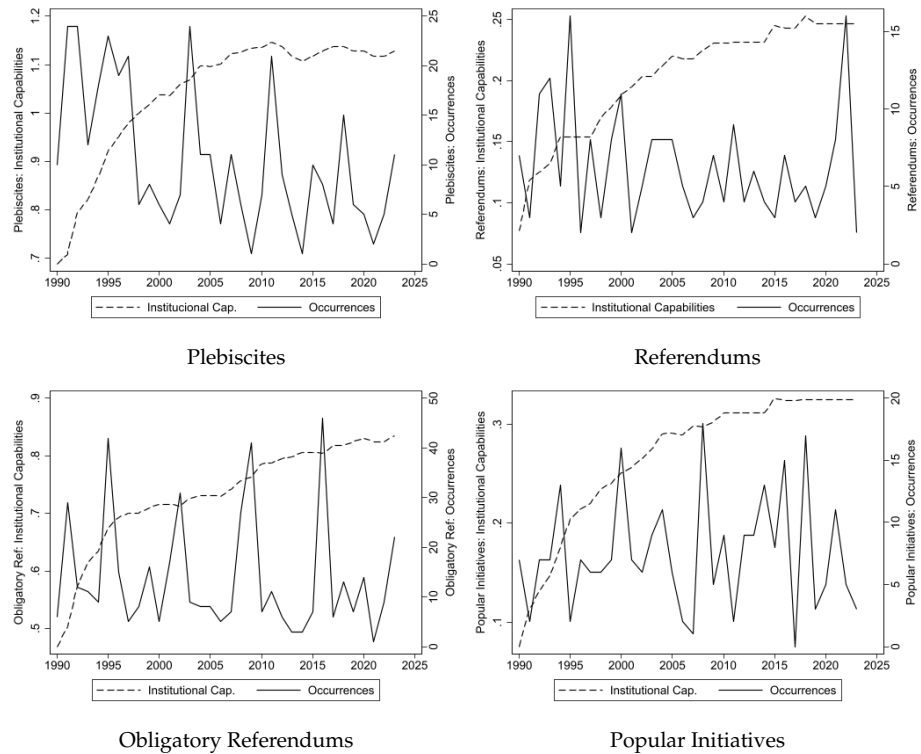 Plebiscites: Institutional Capabilities
.7 .8 .9 1 1.1 1.2
Plebiscites: Occurrences
0 5 10 15 20 25
1990 1995 2000 2005 2010 2015 2020 2025
Institucional Cap. Occurrences
Plebiscites
Referendums: Institutional Capabilities
.05 .1 .15 .2 .25
Referendums: Occurrences
0 5 10 15
1990 1995 2000 2005 2010 2015 2020 2025
Institutional Capabilities Occurrences
Referendums
Obligatory Ref: Institutional Capabilities
.5 .6 .7 .8 .9
Obligatory Ref: Occurrences
0 10 20 30 40 50
1990 1995 2000 2005 2010 2015 2020 2025
Institutional Cap. Occurrences
Obligatory Referendums
Popular Initiatives: Institutional Capabilities
.1 .2 .3
Popular Initiatives: Occurrences
0 5 10 15 20
1990 1995 2000 2005 2010 2015 2020 2025
Institutional Cap. Occurrences
Popular Initiatives